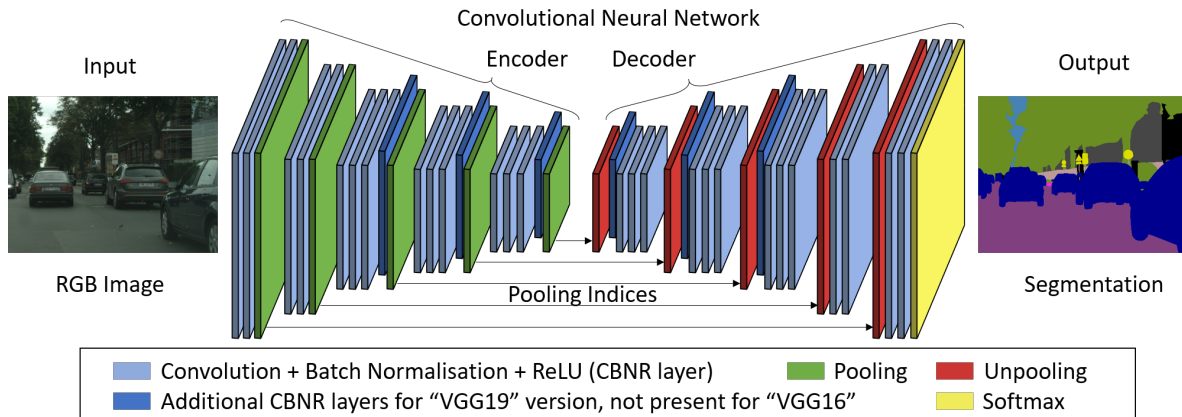 Convolutional Neural Network
Input
Encoder
Decoder
Output
RGB Image
Pooling Indices
Segmentation
Convolution + Batch Normalisation + ReLU (CBNR layer)
Pooling
Unpooling
Additional CBNR layers for “VGG19” version, not present for “VGG16”
Softmax